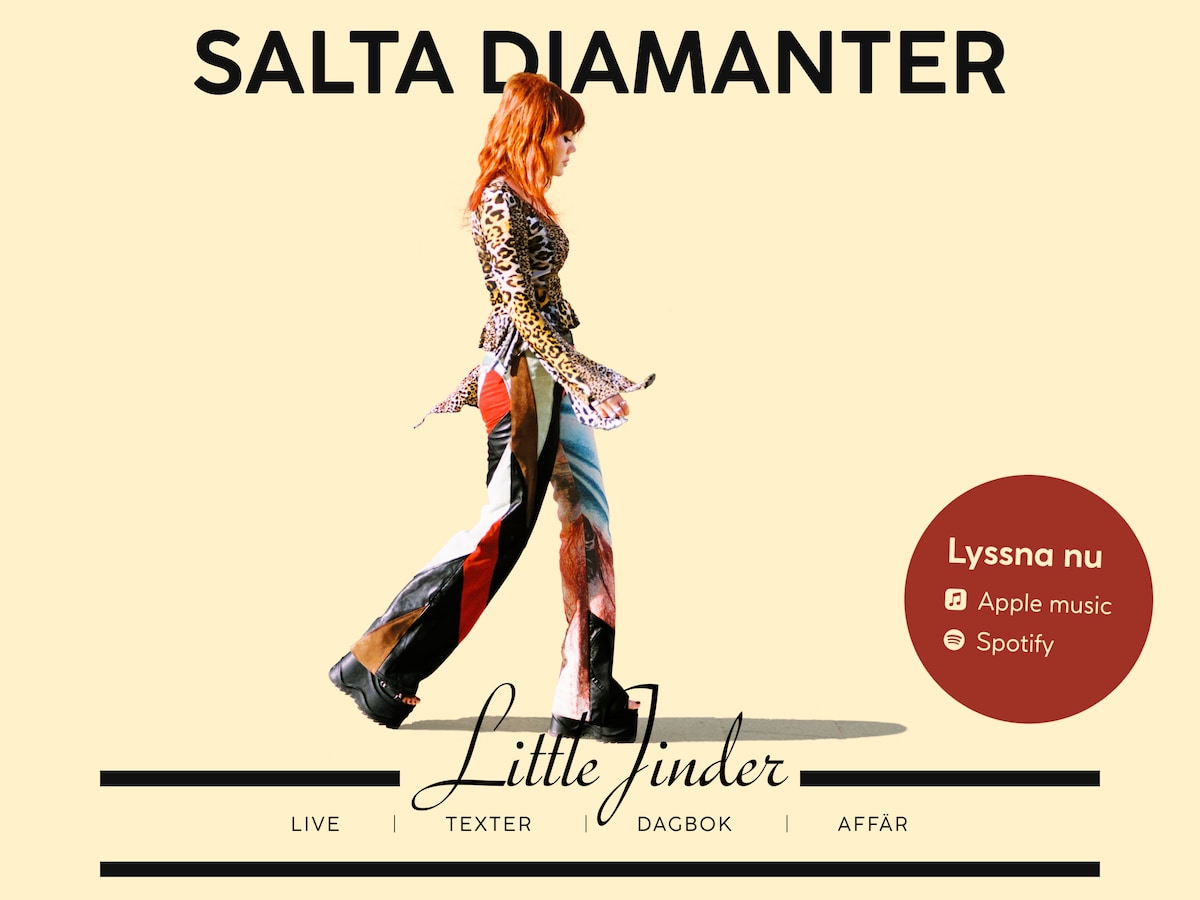 SALTA DIAMANTER
Lyssna nu
Apple music
Spotify
Little Jinder
LIVE | TEXTER | DAGBOK | AFFÄR